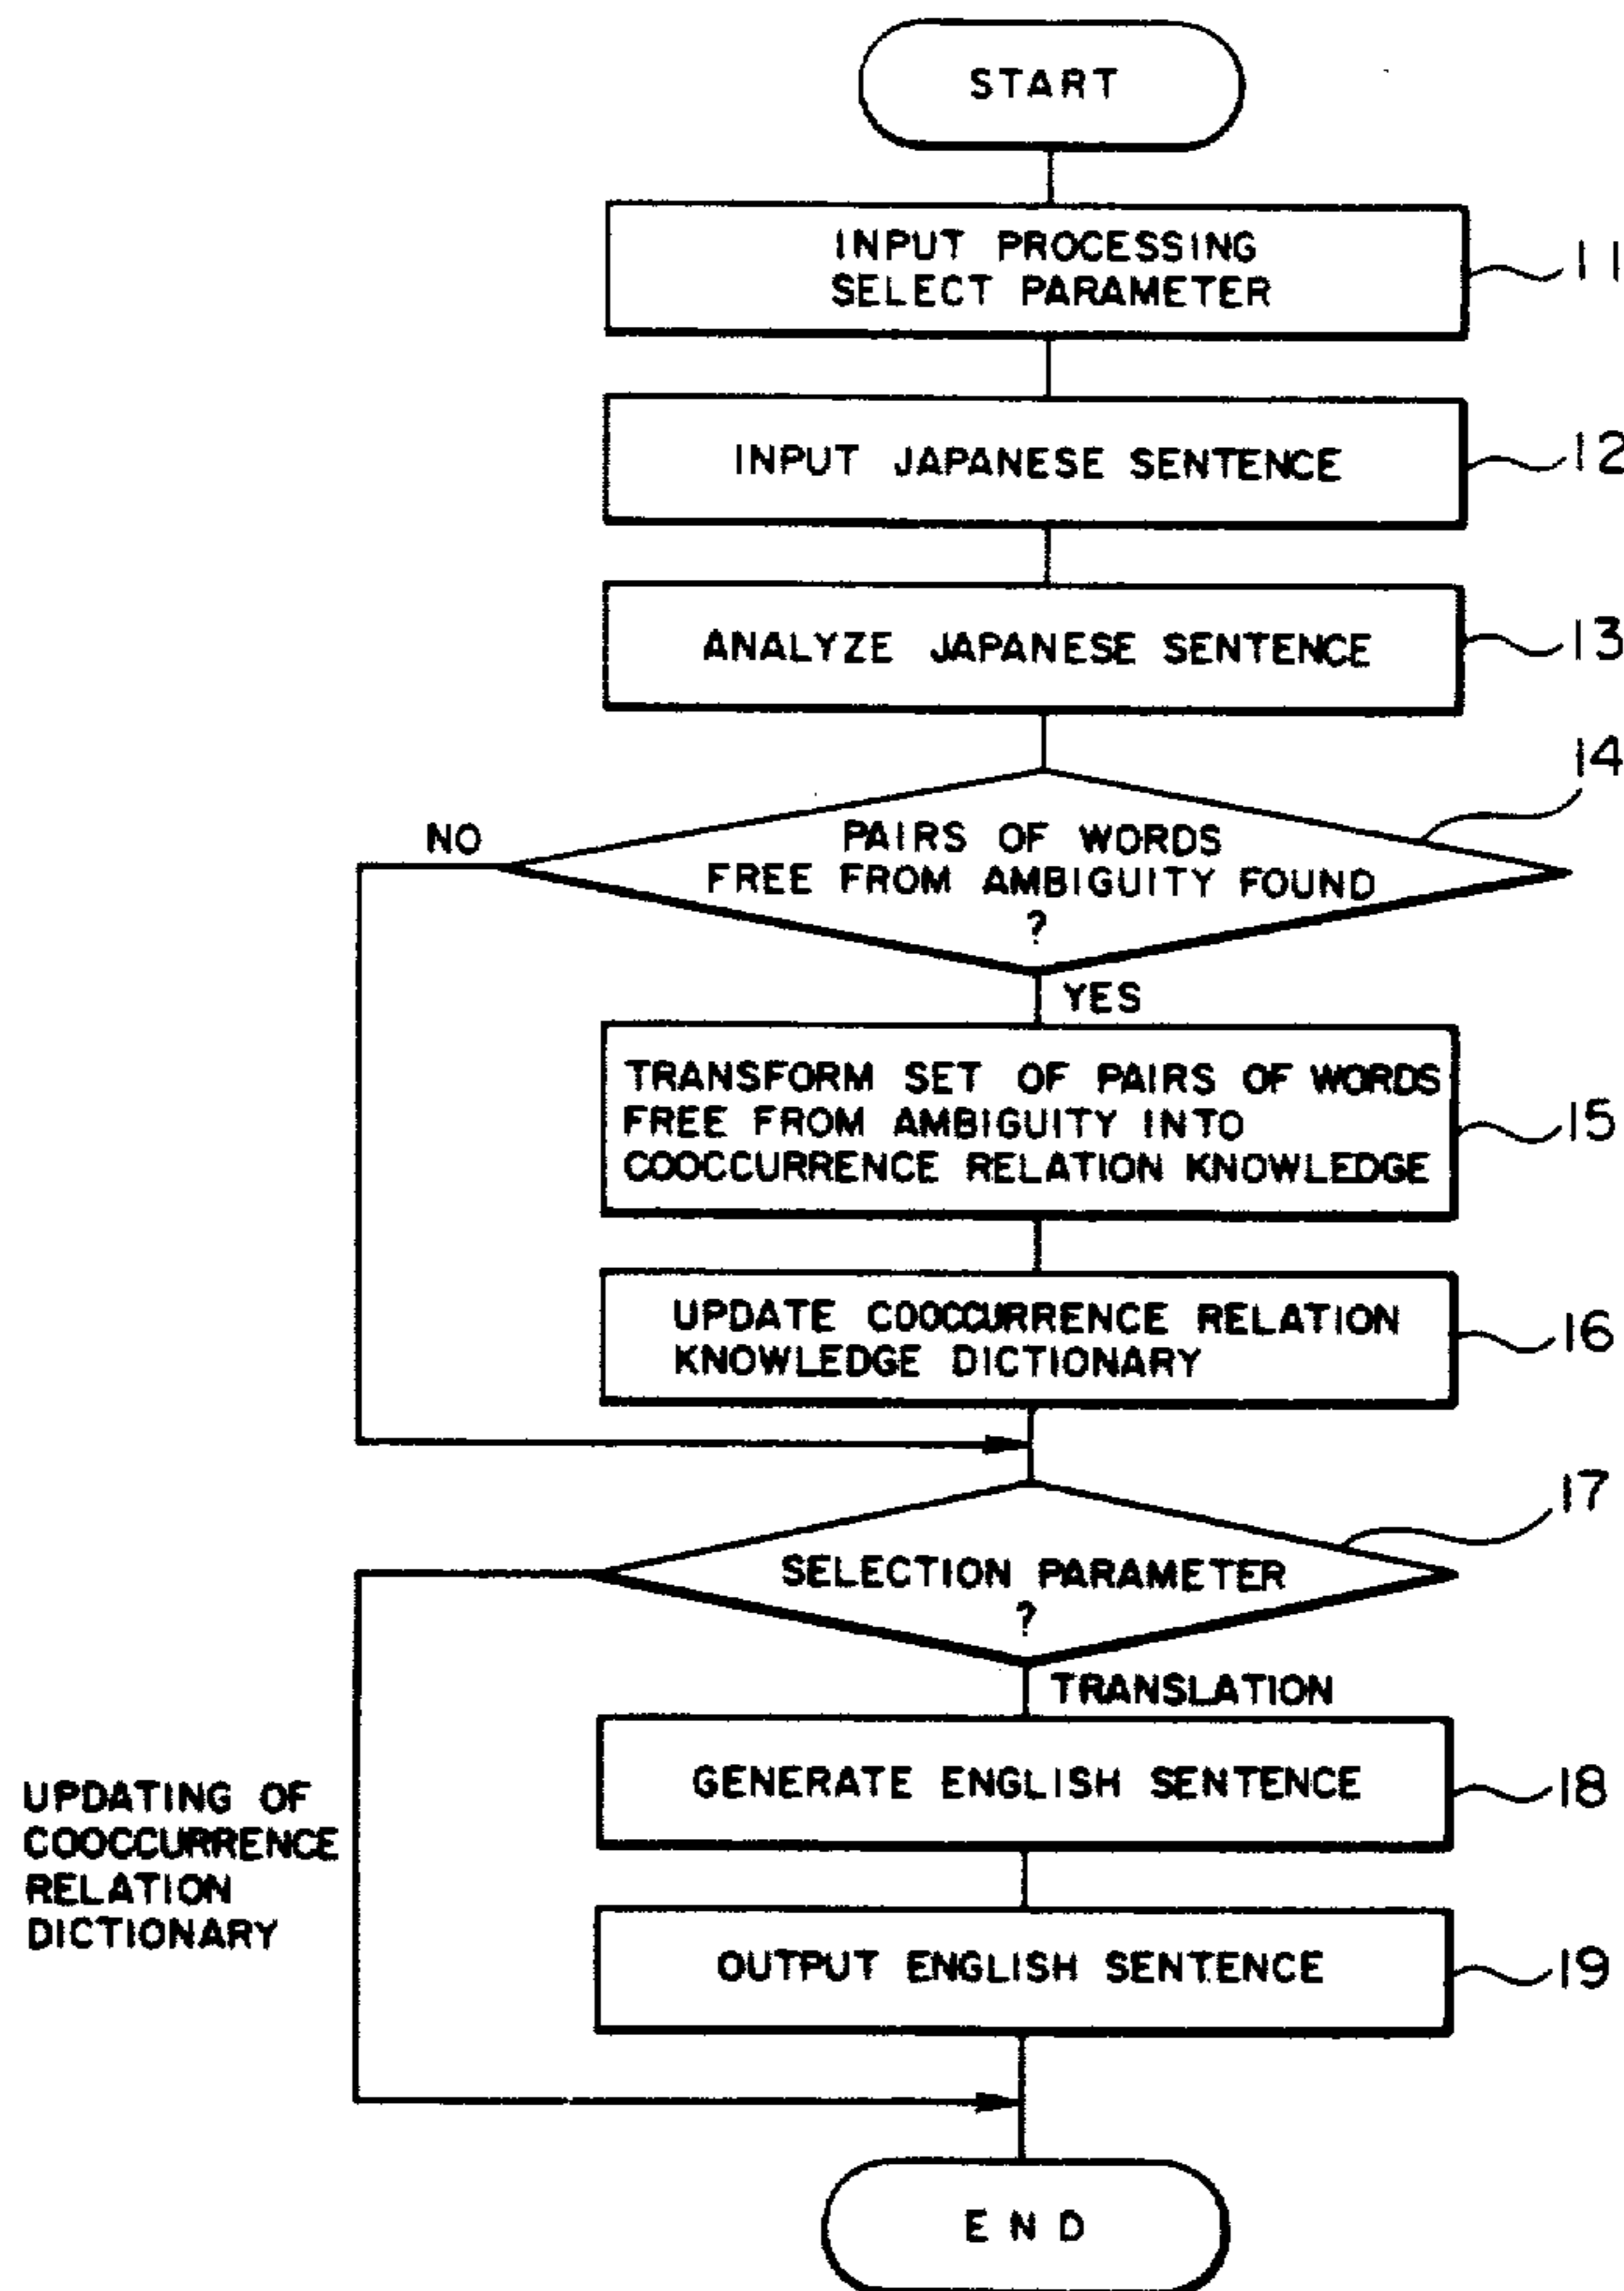 START
INPUT PROCESSING
SELECT PARAMETER
11
INPUT JAPANESE SENTENCE
12
ANALYZE JAPANESE SENTENCE
13
14
NO
PAIRS OF WORDS
FREE FROM AMBIGUITY FOUND
?
YES
TRANSFORM SET OF PAIRS OF WORDS
FREE FROM AMBIGUITY INTO
COOCCURRENCE RELATION KNOWLEDGE
15
UPDATE COOCCURRENCE RELATION
KNOWLEDGE DICTIONARY
16
17
SELECTION PARAMETER
?
TRANSLATION
UPDATING OF
COOCCURRENCE
RELATION
DICTIONARY
GENERATE ENGLISH SENTENCE
18
OUTPUT ENGLISH SENTENCE
19
END